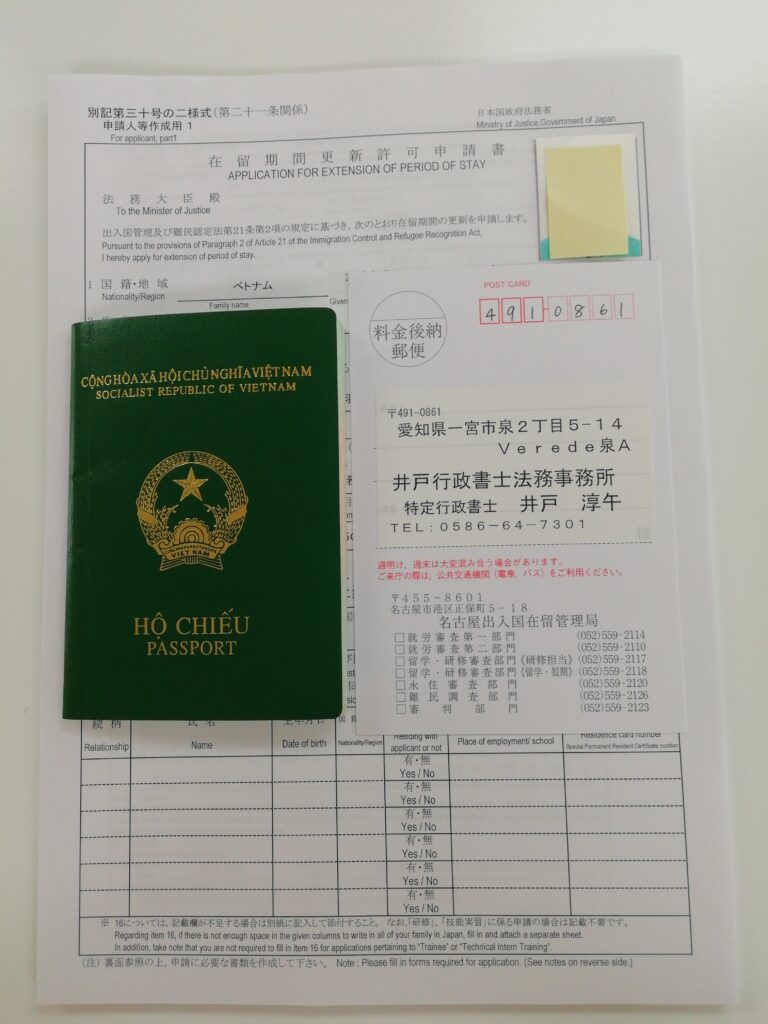 別記第三十号の二様式(第二十一条関係)
申請人等作成用 1
For applicant, part1
日本国政府法務省
Ministry of Justice,Government of Japan
在留期間更新許可申請書
APPLICATION FOR EXTENSION OF PERIOD OF STAY
法務大臣殿
To the Minister of Justice
出入国管理及び難民認定法第21条第2項の規定に基づき,次のとおり在留期間の更新を申請します。
Pursuant to the provisions of Paragraph 2 of Article 21 of the Immigration Control and Refugee Recognition Act,
I hereby apply for extension of period of stay.
1 国籍・地域 ベトナム
Nationality/Region
Family name
CỘNG HÒA XÃ HỘI CHỦ NGHĨA VIỆT NAM
SOCIALIST REPUBLIC OF VIETNAM
VIỆT NAM
HỘ CHIẾU
PASSPORT
POST CARD
491-0861
料金後納
郵便
〒491-0861
愛知県一宮市泉2丁目5-14
Verede泉A
井戸行政書士法務事務所
特定行政書士 井戸 淳午
TEL:0586-64-7301
週明け,週末は大変混み合う場合があります。
ご来庁の際は,公共交通機関(電車,バス)をご利用ください。
〒455-8601
名古屋市港区正保町5-18
名古屋出入国在留管理局
□就労審査第一部門 (052)559-2114
□就労審査第二部門 (052)559-2110
□留学・研修審査部門《研修担当》 (052)559-2117
□留学・研修審査部門《留学・短期》 (052)559-2118
□永住審査部門 (052)559-2120
□難民調査部門 (052)559-2126
□審判部門 (052)559-2123
続柄 氏名 生年月日
Relationship Name Date of birth Nationality/Region Residing with applicant or not Place of employment/ school Residence card number
Special Permanent Resident Certificate number
有・無
Yes / No
有・無
Yes / No
有・無
Yes / No
有・無
Yes / No
有・無
Yes / No
有・無
Yes / No
※ 16については,記載欄が不足する場合は別紙に記入して添付すること。なお,「研修」,「技能実習」に係る申請の場合は記載不要です。
Regarding item 16, if there is not enough space in the given columns to write in all of your family in Japan, fill in and attach a separate sheet.
In addition, take note that you are not required to fill in item 16 for applications pertaining to "Trainee" or "Technical Intern Training".
(注) 裏面参照の上,申請に必要な書類を作成して下さい。 Note : Please fill in forms required for application. (See notes on reverse side.)